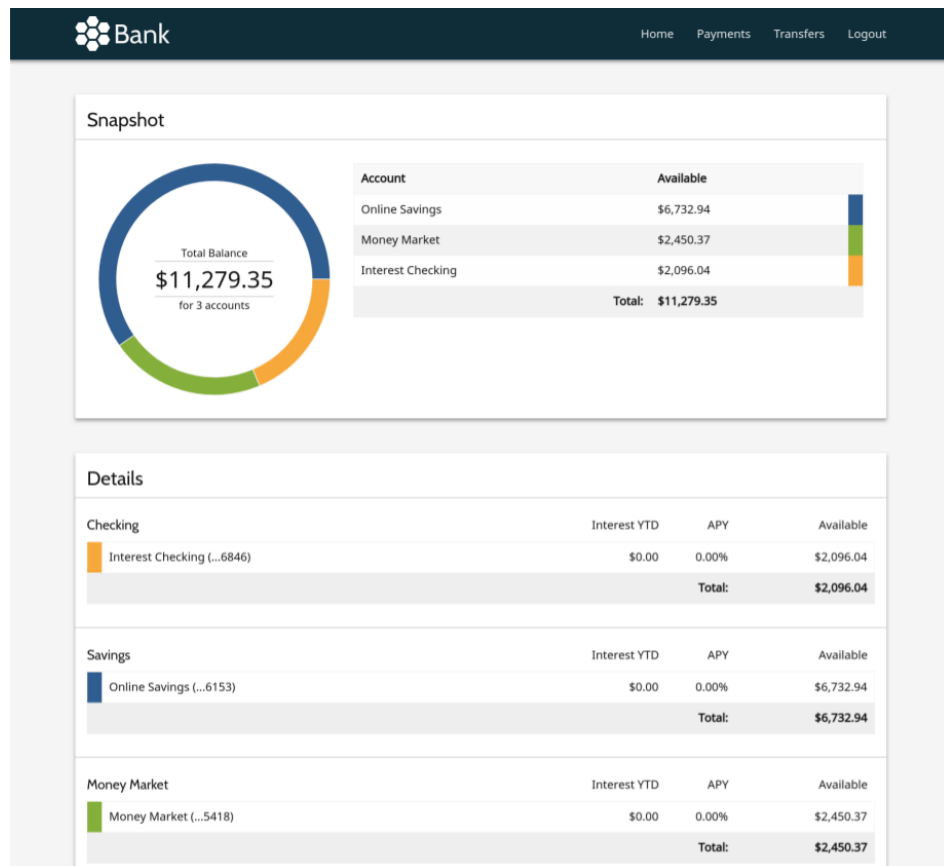 Bank
Home Payments Transfers Logout
Snapshot
Total Balance
$11,279.35
for 3 accounts
Account Available
Online Savings $6,732.94
Money Market $2,450.37
Interest Checking $2,096.04
Total: $11,279.35
Details
Checking Interest YTD APY Available
Interest Checking (...6846) $0.00 0.00% $2,096.04
Total: $2,096.04
Savings Interest YTD APY Available
Online Savings (...6153) $0.00 0.00% $6,732.94
Total: $6,732.94
Money Market Interest YTD APY Available
Money Market (...5418) $0.00 0.00% $2,450.37
Total: $2,450.37